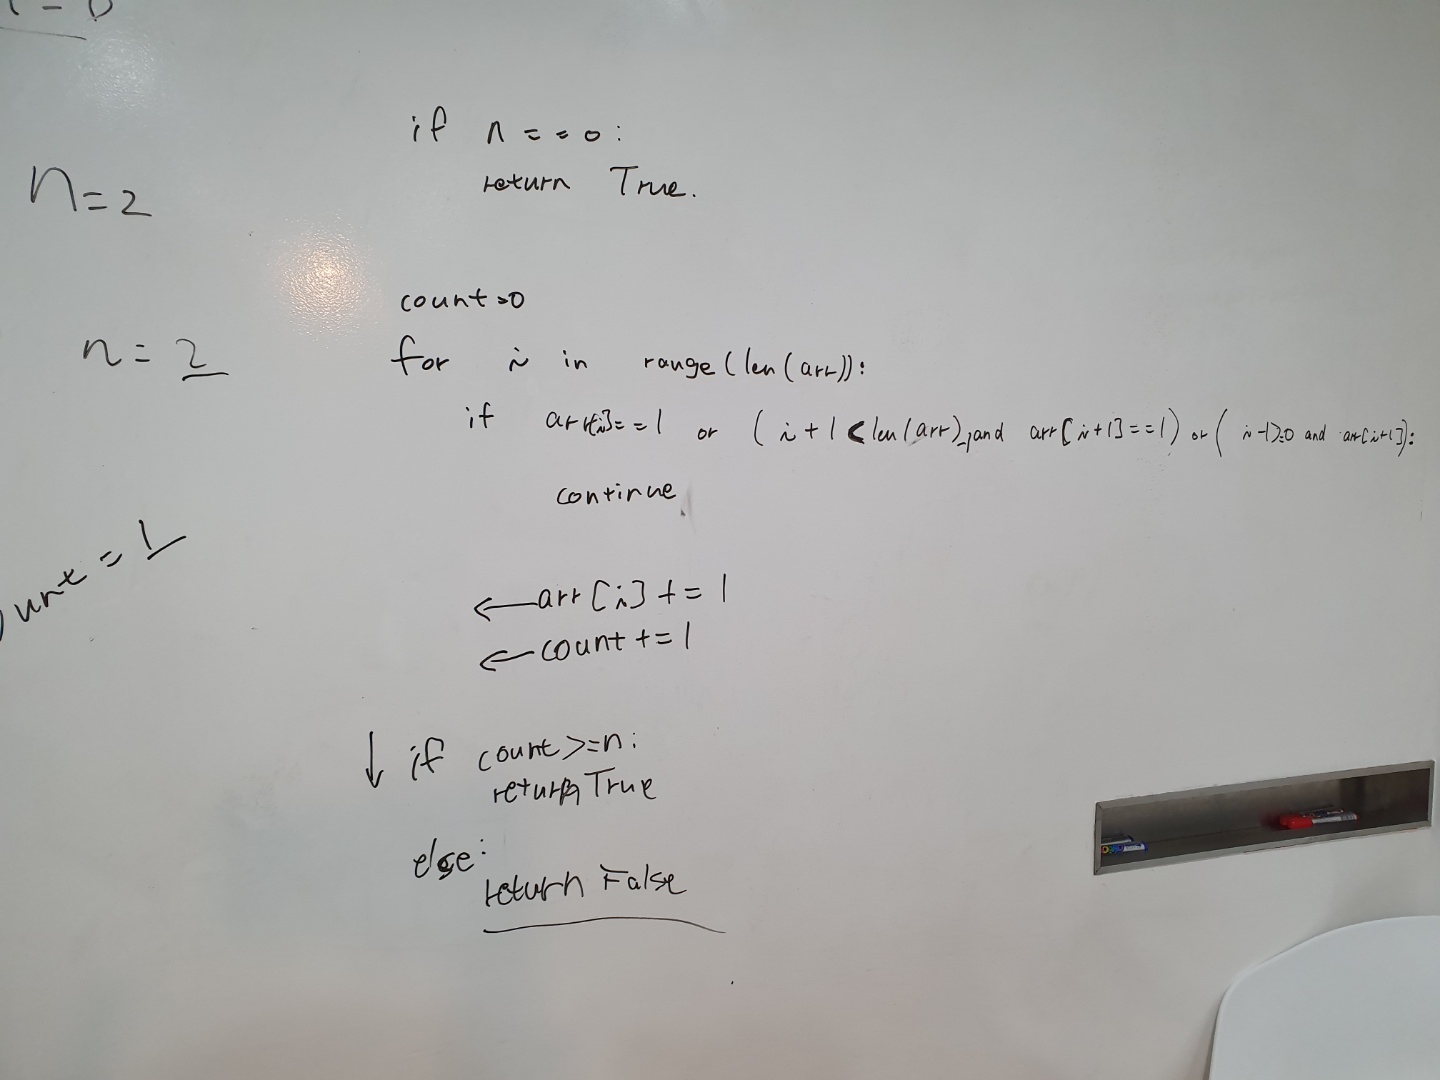 n=2
n=2
count=1
if n==0:
return True.
count=0
for i in range(len(arr)):
if arr[i]==1 or (i+1<len(arr) and arr[i+1]==1) or (i-1>=0 and arr[i+1]):
continue
←arr[i]+=1
←count+=1
↓ if count>=n:
return True
else:
return False